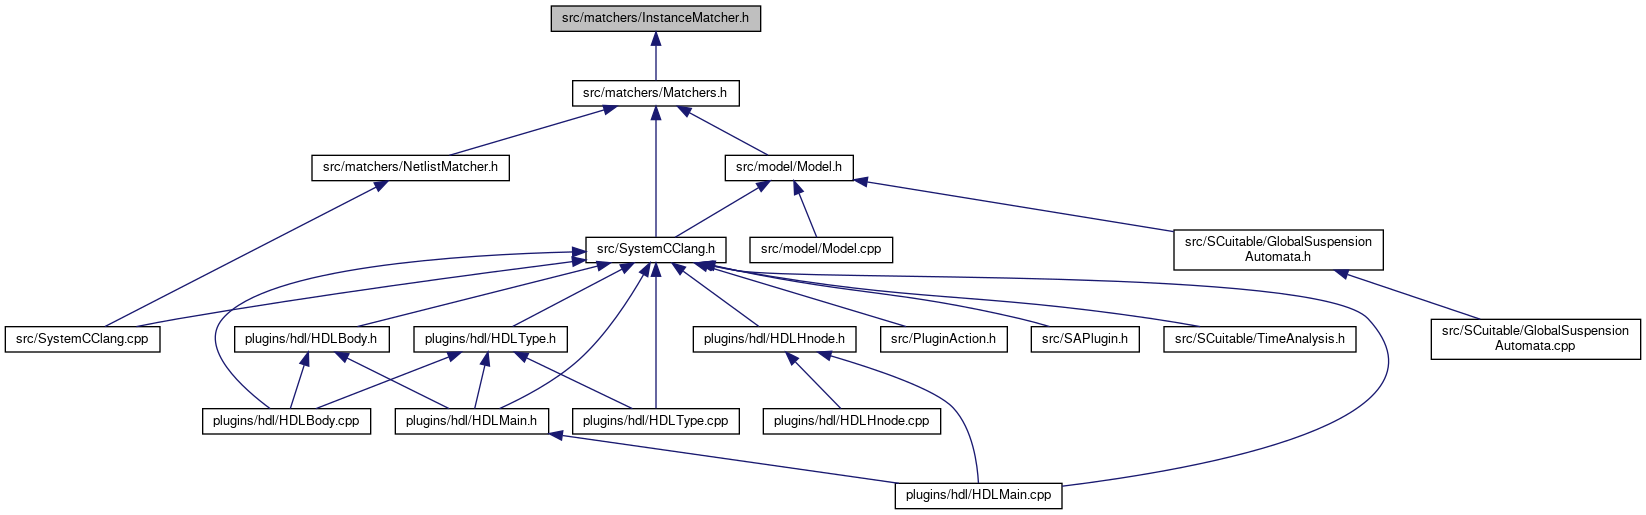 src/matchers/InstanceMatcher.h
src/matchers/Matchers.h
src/matchers/NetlistMatcher.h
src/model/Model.h
src/SystemCClang.h
src/model/Model.cpp
src/SCuitable/GlobalSuspension
Automata.h
src/SystemCClang.cpp
plugins/hdl/HDLBody.h
plugins/hdl/HDLType.h
plugins/hdl/HDLHnode.h
src/PluginAction.h
src/SAPlugin.h
src/SCuitable/TimeAnalysis.h
src/SCuitable/GlobalSuspension
Automata.cpp
plugins/hdl/HDLBody.cpp
plugins/hdl/HDLMain.h
plugins/hdl/HDLType.cpp
plugins/hdl/HDLHnode.cpp
plugins/hdl/HDLMain.cpp